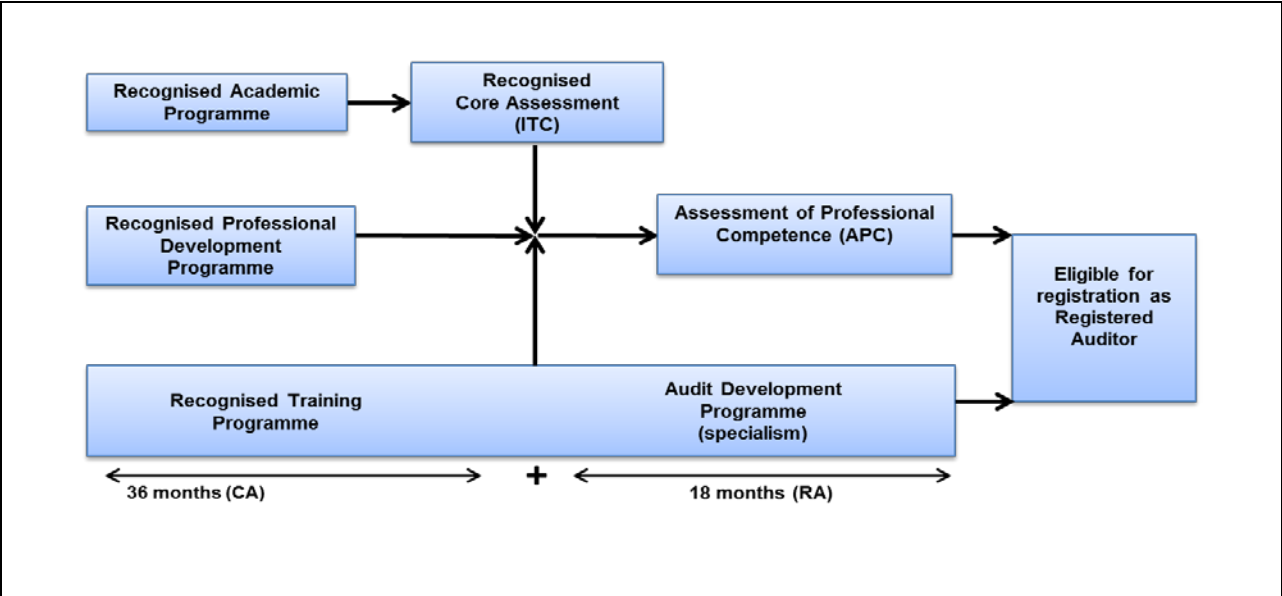 Recognised Academic
Programme
Recognised
Core Assessment
(ITC)
Recognised Professional
Development
Programme
Assessment of Professional
Competence (APC)
Eligible for
registration as
Registered
Auditor
Recognised Training
Programme
Audit Development
Programme
(specialism)
36 months (CA)
+
18 months (RA)